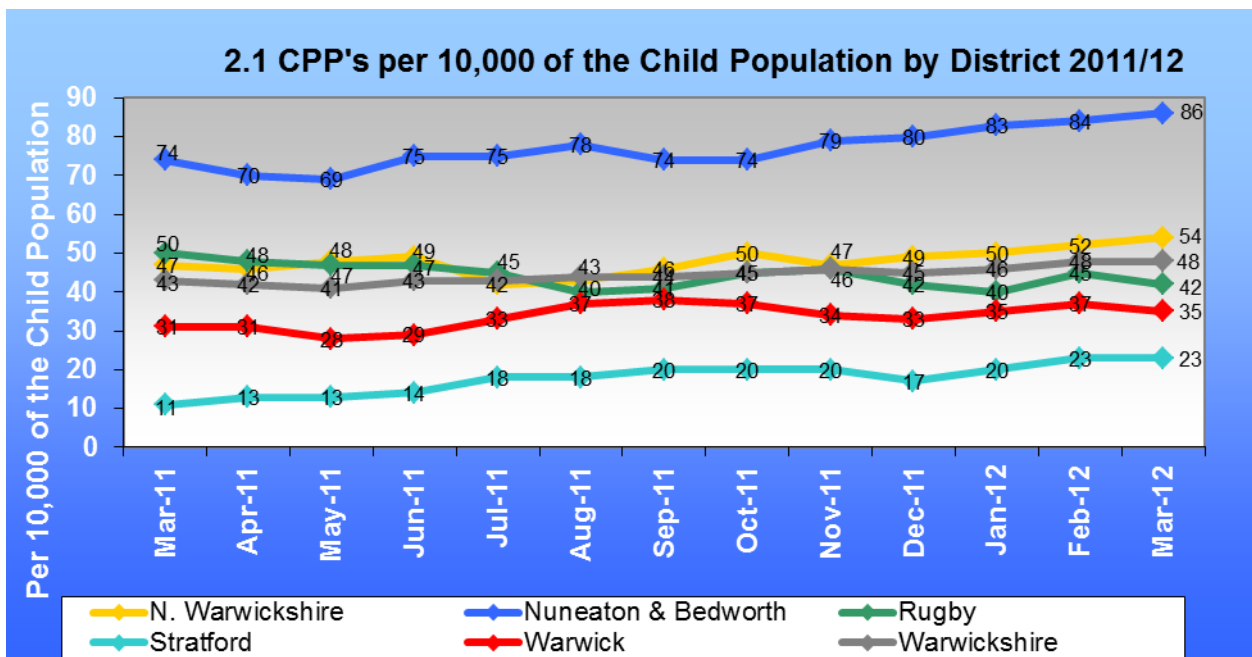 2.1 CPP's per 10,000 of the Child Population by District 2011/12
Per 10,000 of the Child Population
90
80
70
60
50
40
30
20
10
0
74 70 69 75 75 78 74 74 79 80 83 84 86
50 48 48 49 45 43 46 50 47 49 50 52 54
47 46 47 47 42 40 44 45 46 45 46 48 48
43 42 41 43 41 42 40 45 42
31 31 28 29 33 37 38 37 34 33 35 37 35
11 13 13 14 18 18 20 20 20 17 20 23 23
Mar-11 Apr-11 May-11 Jun-11 Jul-11 Aug-11 Sep-11 Oct-11 Nov-11 Dec-11 Jan-12 Feb-12 Mar-12
N. Warwickshire Nuneaton & Bedworth Rugby
Stratford Warwick Warwickshire